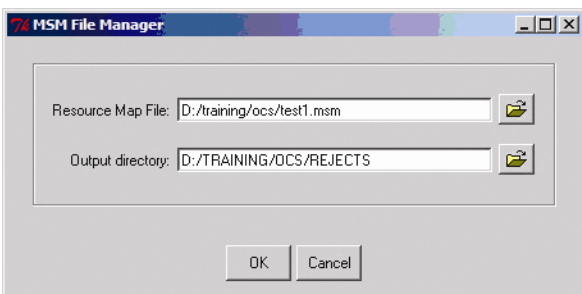 MSM File Manager
Resource Map File: D:/training/ocs/test1.msm
Output directory: D:/TRAINING/OCS/REJECTS
OK Cancel